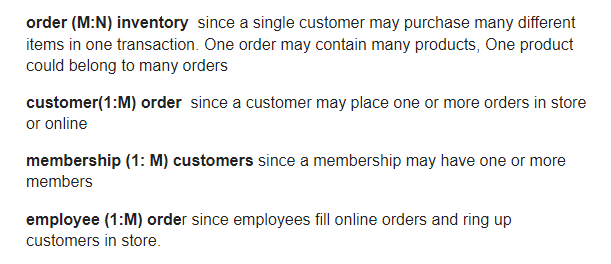 order (M:N) inventory  since a single customer may purchase many different
items in one transaction. One order may contain many products, One product
could belong to many orders
customer(1:M) order  since a customer may place one or more orders in store
or online
membership (1: M) customers since a membership may have one or more
members
employee (1:M) order since employees fill online orders and ring up
customers in store.